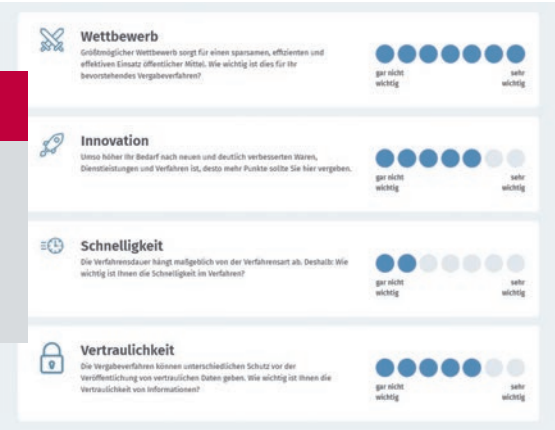 Wettbewerb
Größtmöglicher Wettbewerb sorgt für einen sparsamen, effizienten und
effektiven Einsatz öffentlicher Mittel. Wie wichtig ist dies für Ihr
bevorstehendes Vergabeverfahren?
gar nicht
wichtig
sehr
wichtig
Innovation
Umso höher Ihr Bedarf nach neuen und deutlich verbesserten Waren,
Dienstleistungen und Verfahren ist, desto mehr Punkte sollte Sie hier vergeben.
gar nicht
wichtig
sehr
wichtig
Schnelligkeit
Die Verfahrensdauer hängt maßgeblich von der Verfahrensart ab. Deshalb: Wie
wichtig ist Ihnen die Schnelligkeit im Verfahren?
gar nicht
wichtig
sehr
wichtig
Vertraulichkeit
Die Vergabeverfahren können unterschiedlichen Schutz vor der
Veröffentlichung von vertraulichen Daten geben. Wie wichtig ist Ihnen die
Vertraulichkeit von Informationen?
gar nicht
wichtig
sehr
wichtig